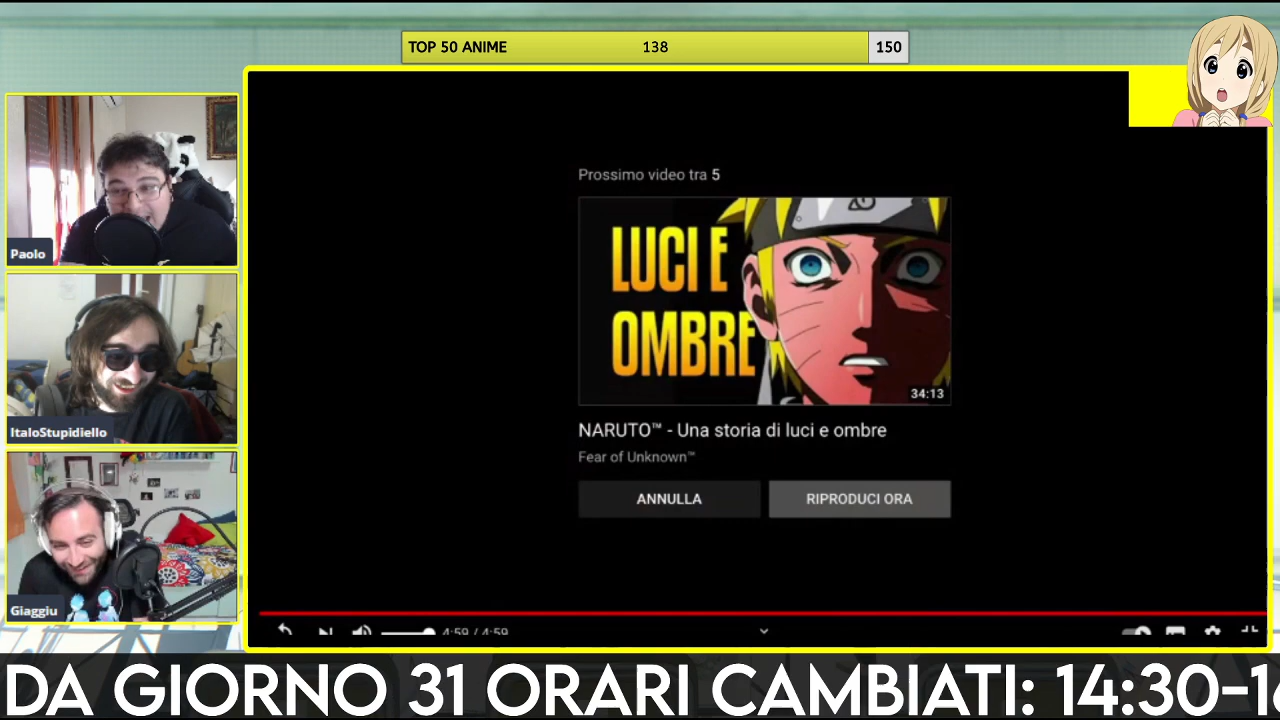 TOP 50 ANIME 138 150
Paolo
ItaloStupidiello
Giaggiu
Prossimo video tra 5
LUCI E
OMBRE
34:13
NARUTO™ - Una storia di luci e ombre
Fear of Unknown™
ANNULLA RIPRODUCI ORA
4:59 / 4:59
DA GIORNO 31 ORARI CAMBIATI: 14:30-1